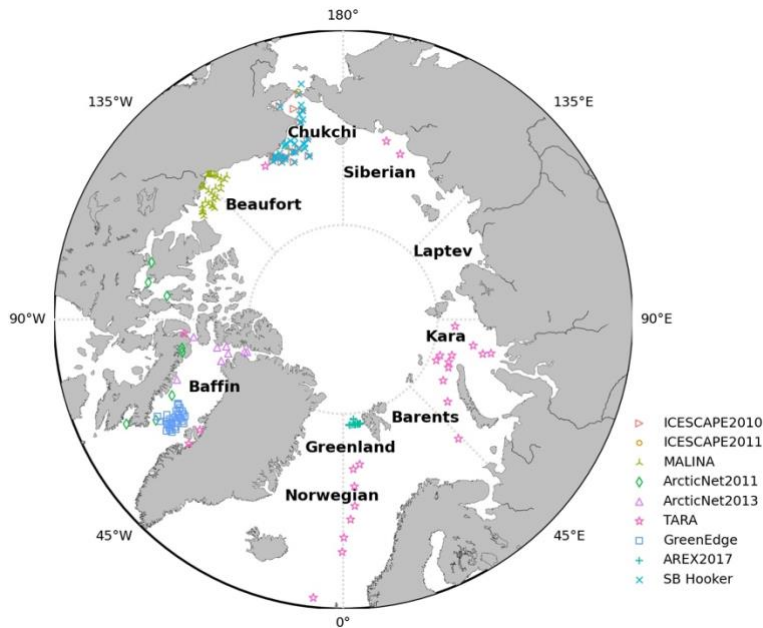 180°
135°W
135°E
Chukchi
Siberian
Beaufort
Laptev
90°W
90°E
Kara
Baffin
Barents
Greenland
Norwegian
45°W
45°E
0°
ICESCAPE2010
ICESCAPE2011
MALINA
ArcticNet2011
ArcticNet2013
TARA
GreenEdge
AREX2017
SB Hooker